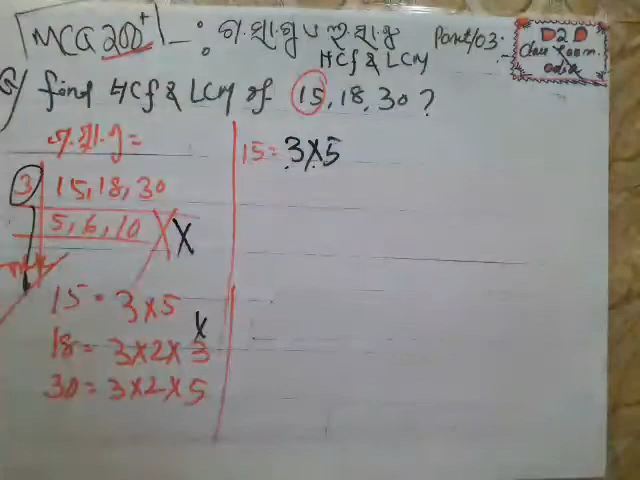 MCQ 200+ -: ଗ.ସା.ଗୁ ଓ ଲ.ସା.ଗୁ Part/03:-
HCf & LCM
D2D
Class Room.
Odia
Q) find HCf & LCM of 15, 18, 30 ?
ଗ.ସା.ଗୁ =
3 15, 18, 30
5, 6, 10 X X
15 = 3X5
18 = 3X2X3
30 = 3X2X5
X
15 = 3X5